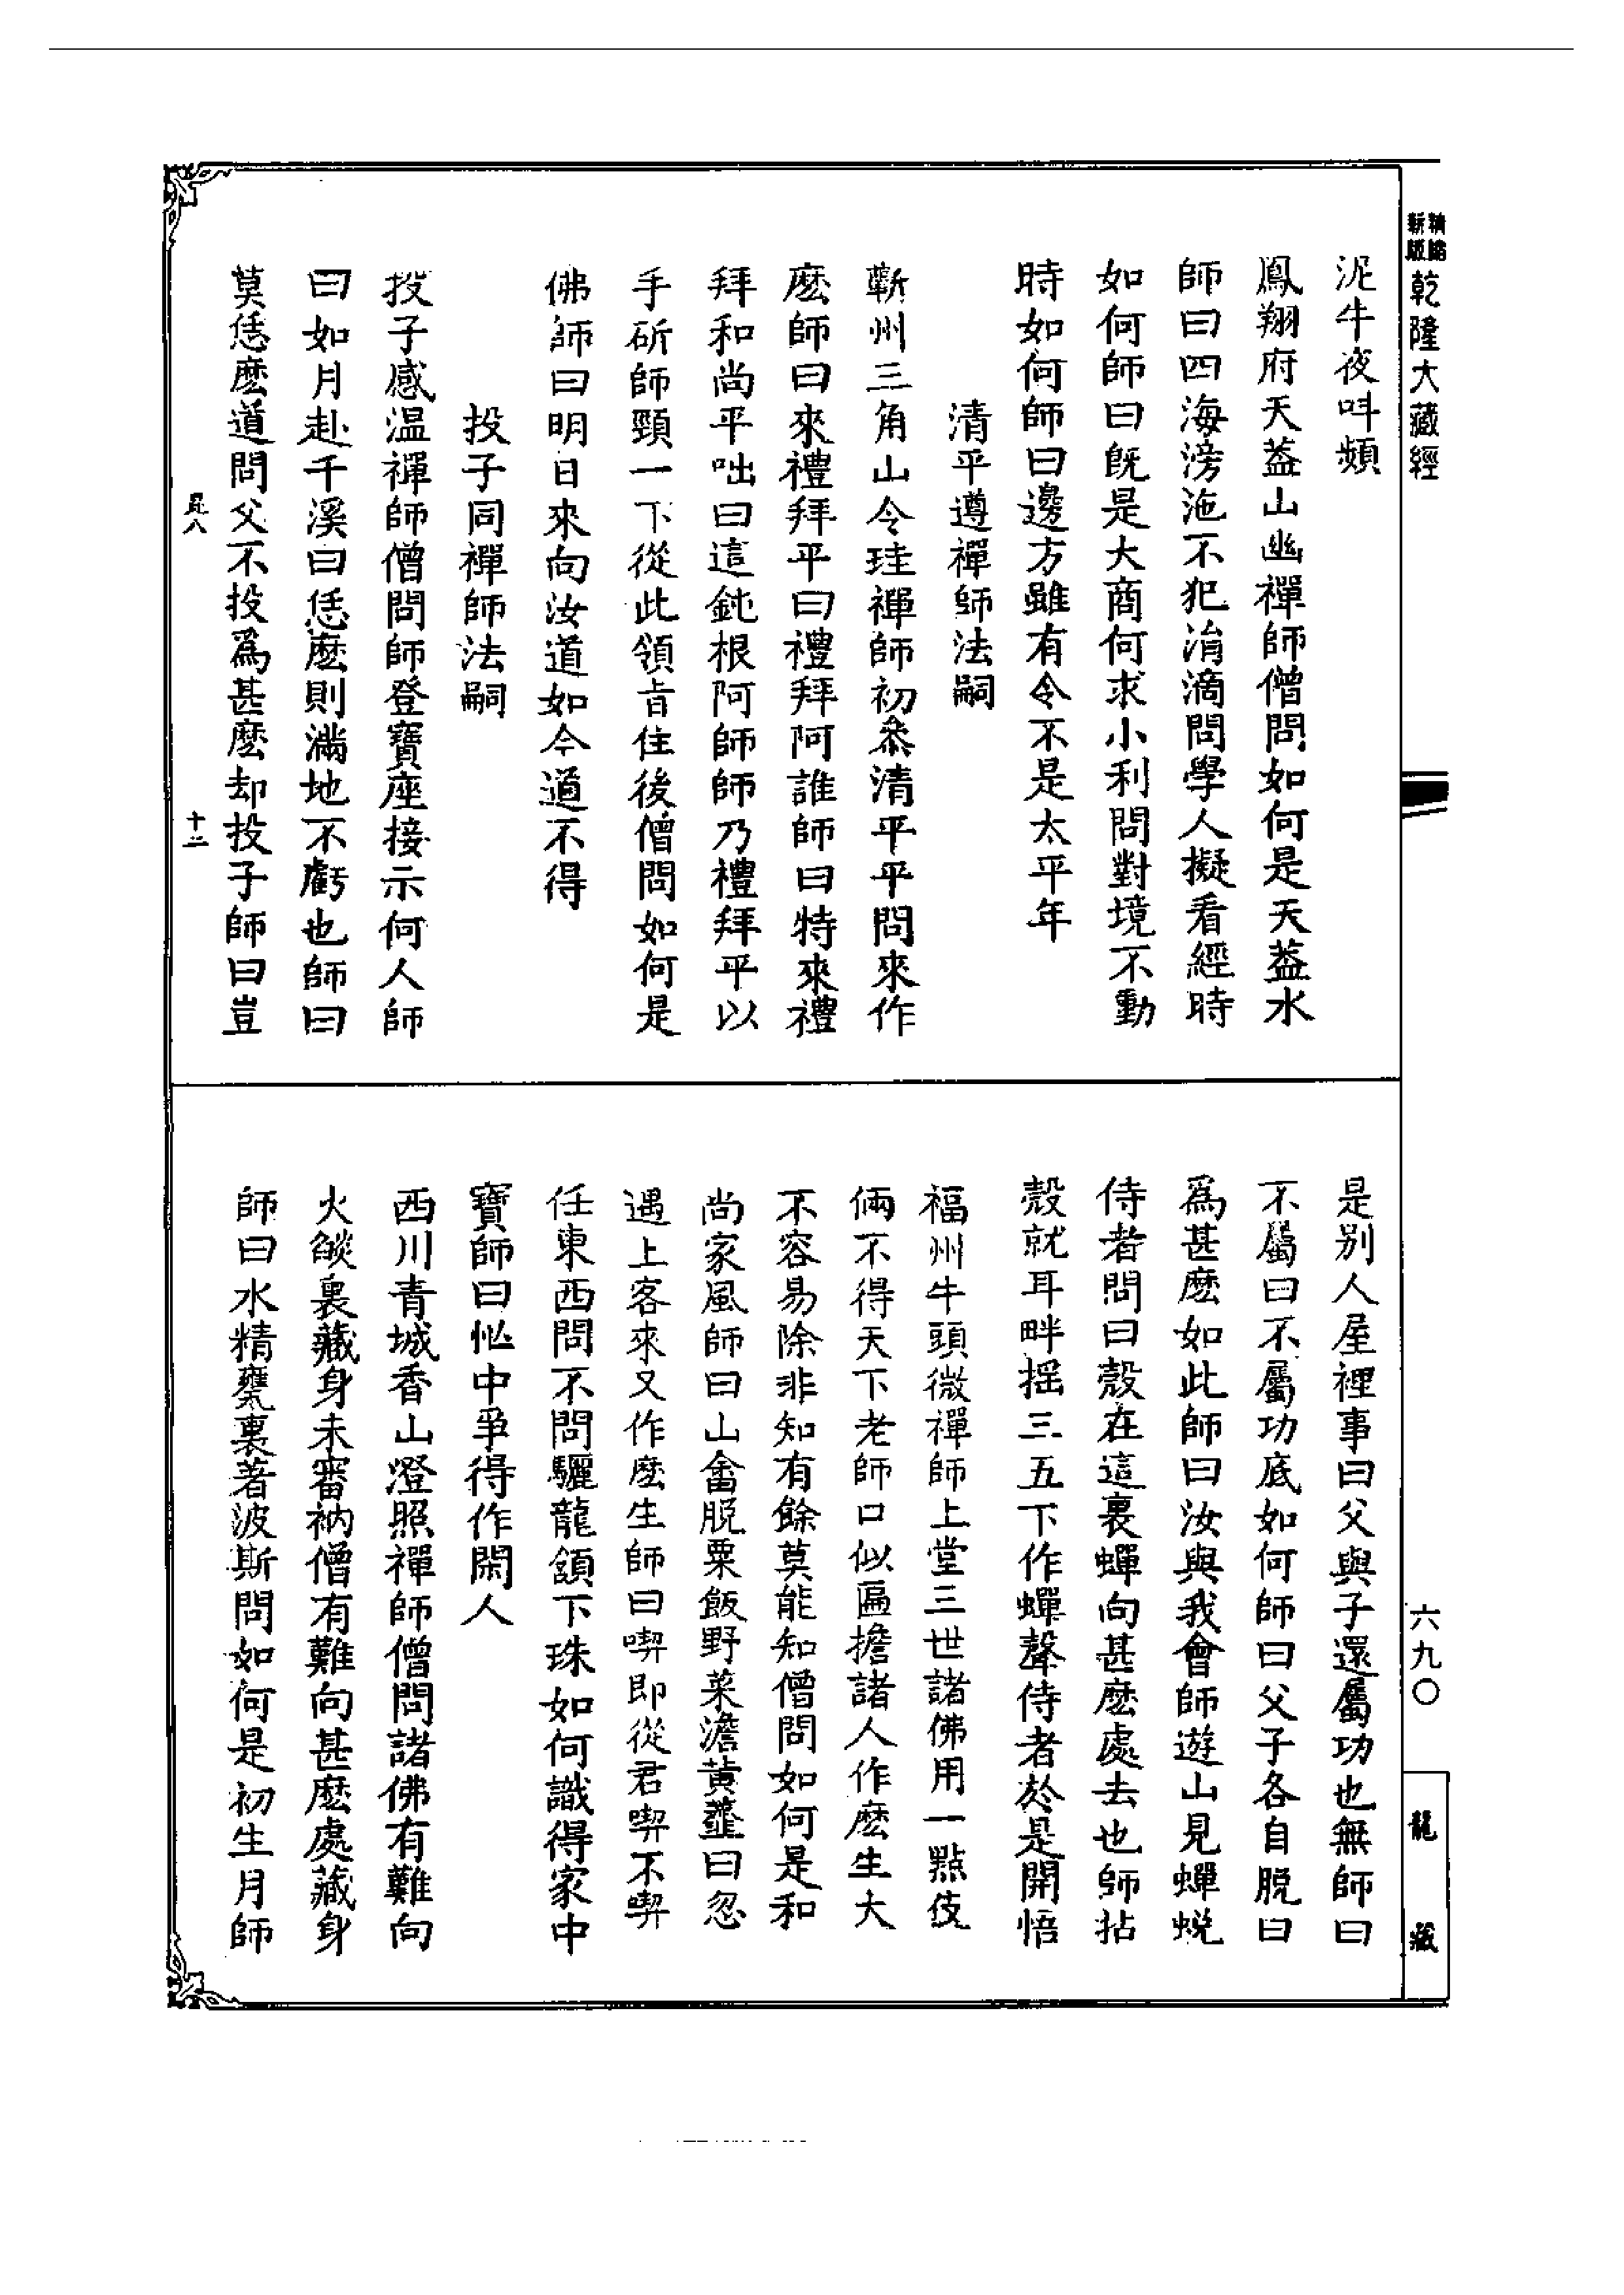 精縮新版乾隆大藏經
泥牛夜呌頻
鳳翔府天葢山幽禪師僧問如何是天葢水
師曰四海滂沲不犯涓滴問學人擬看經時
如何師曰旣是大商何求小利問對境不動
時如何師曰邊方雖有令不是太平年
清平遵禪師法嗣
蘄州三角山令珪禪師初叅清平平問來作
麽師曰來禮拜平曰禮拜阿誰師曰特來禮
拜和尚平咄曰這鈍根阿師師乃禮拜平以
手斫師頸一下從此領旨住後僧問如何是
佛師曰明日來向汝道如今道不得
投子同禪師法嗣
投子感温禪師僧問師登寶座接示何人師
曰如月赴千溪曰恁麽則滿地不虧也師曰
莫恁麽道問父不投爲甚麽却投子師曰豈
十二
是别人屋裡事曰父與子還屬功也無師曰
不屬曰不屬功底如何師曰父子各自脱曰
爲甚麽如此師曰汝與我會師遊山見蟬蜕
侍者問曰殼在這裏蟬向甚麽處去也師拈
殼就耳畔摇三五下作蟬聲侍者於是開悟
福州牛頭微禪師上堂三世諸佛用一點伎
倆不得天下老師口似匾擔諸人作麽生大
不容易除非知有餘莫能知僧問如何是和
尚家風師曰山畬脱粟飯野菜澹黄虀曰忽
遇上客來又作麽生師曰喫即從君喫不喫
任東西問不問驪龍頷下珠如何識得家中
寶師曰忙中爭得作閑人
西川青城香山澄照禪師僧問諸佛有難向
火燄裏藏身未審衲僧有難向甚麽處藏身
師曰水精甕裏著波斯問如何是初生月師
六九〇
龍藏